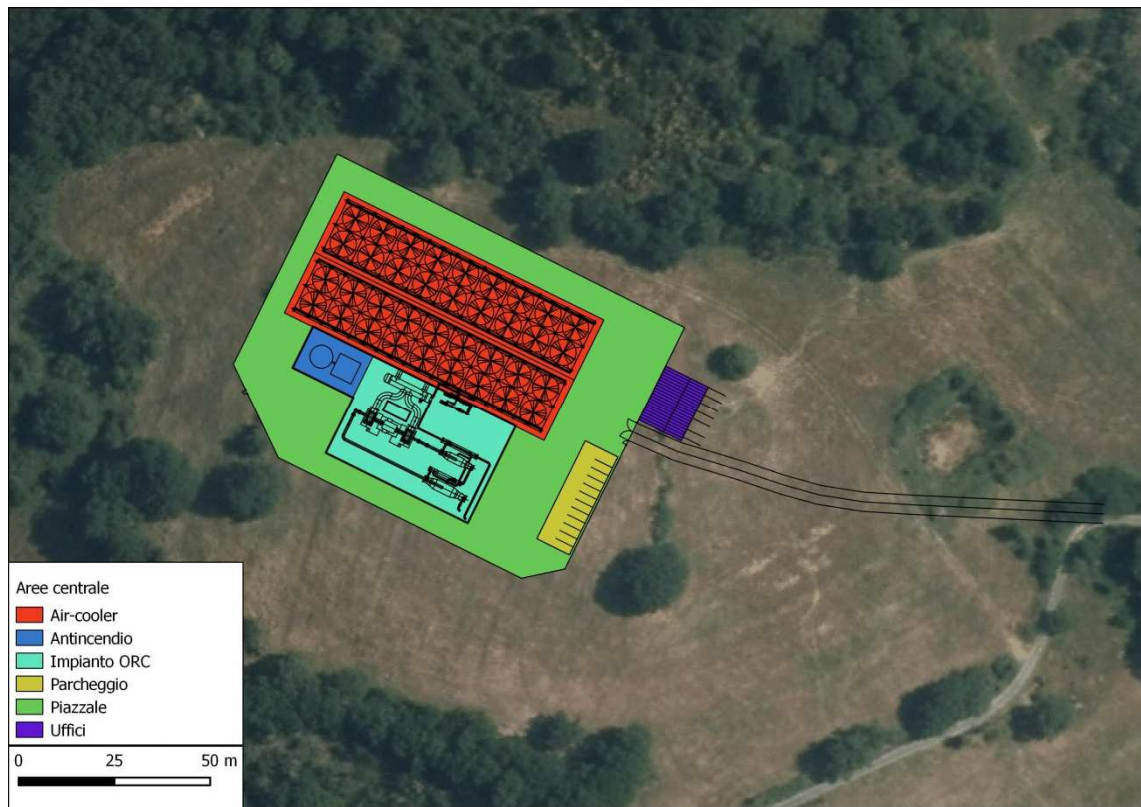 Aree centrale
Air-cooler
Antincendio
Impianto ORC
Parcheggio
Piazzale
Uffici
0 25 50 m